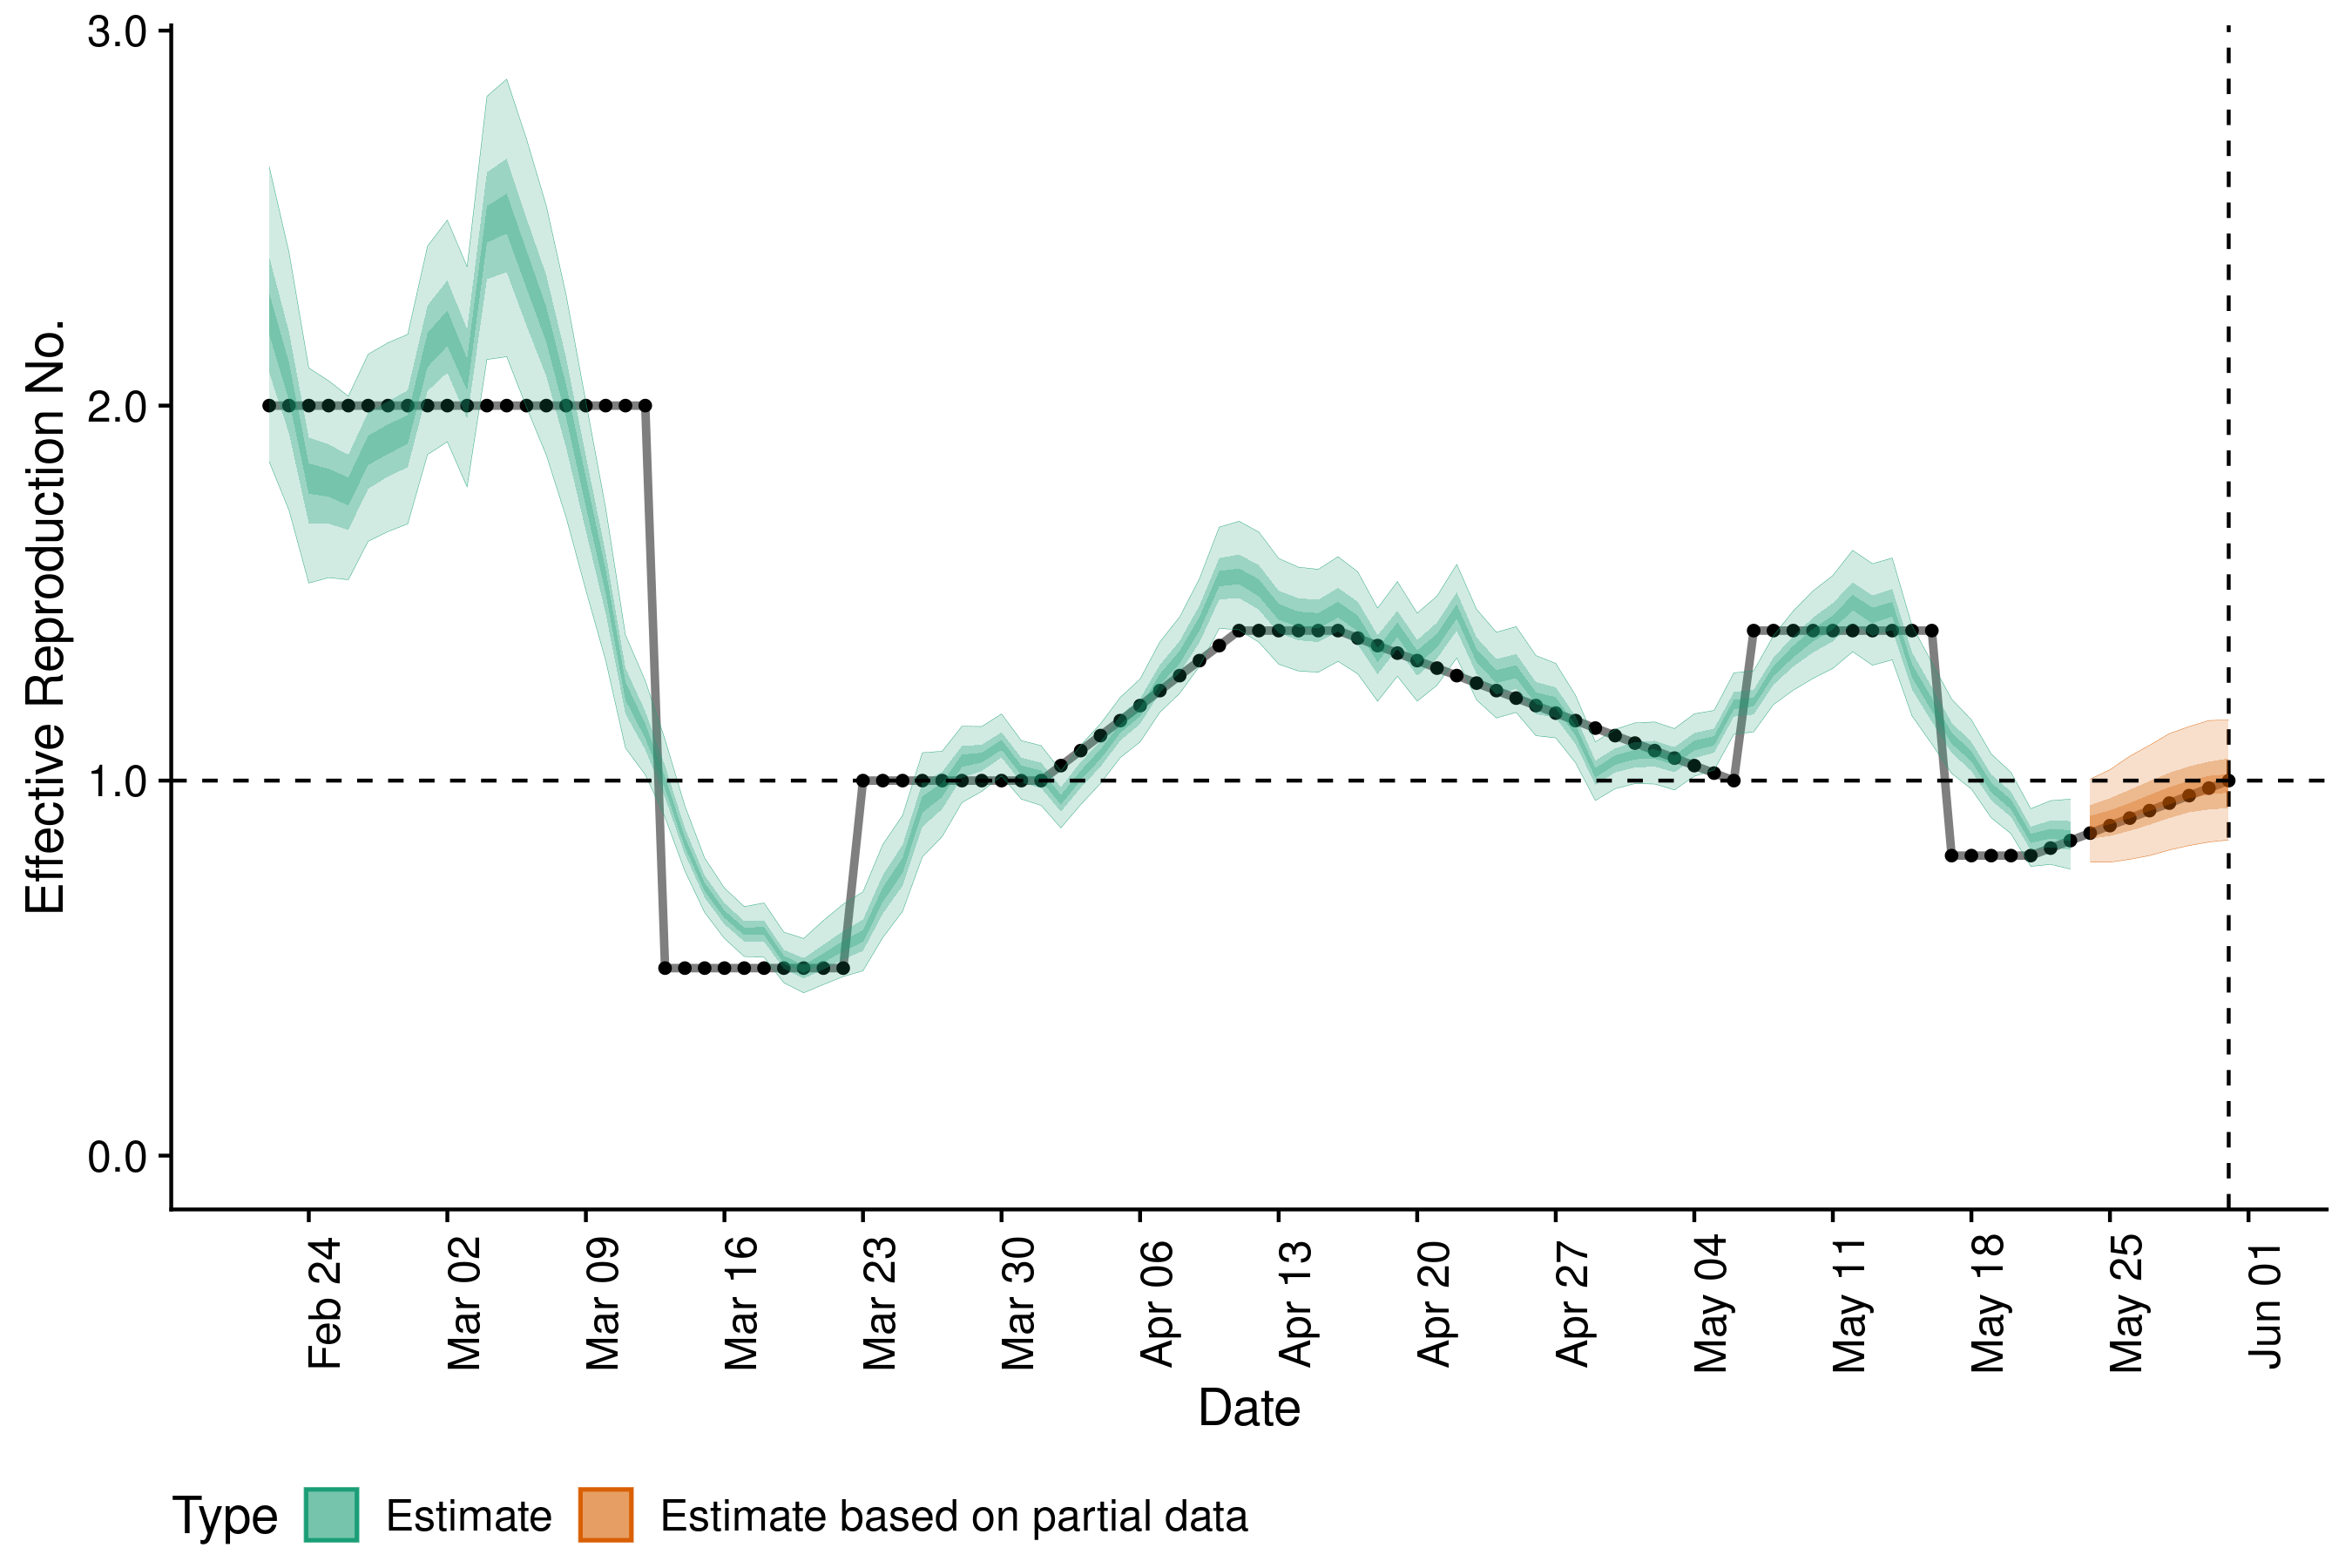 Effective Reproduction No.
3.0
2.0
1.0
0.0
Feb 24
Mar 02
Mar 09
Mar 16
Mar 23
Mar 30
Apr 06
Apr 13
Apr 20
Apr 27
May 04
May 11
May 18
May 25
Jun 01
Date
Type Estimate Estimate based on partial data